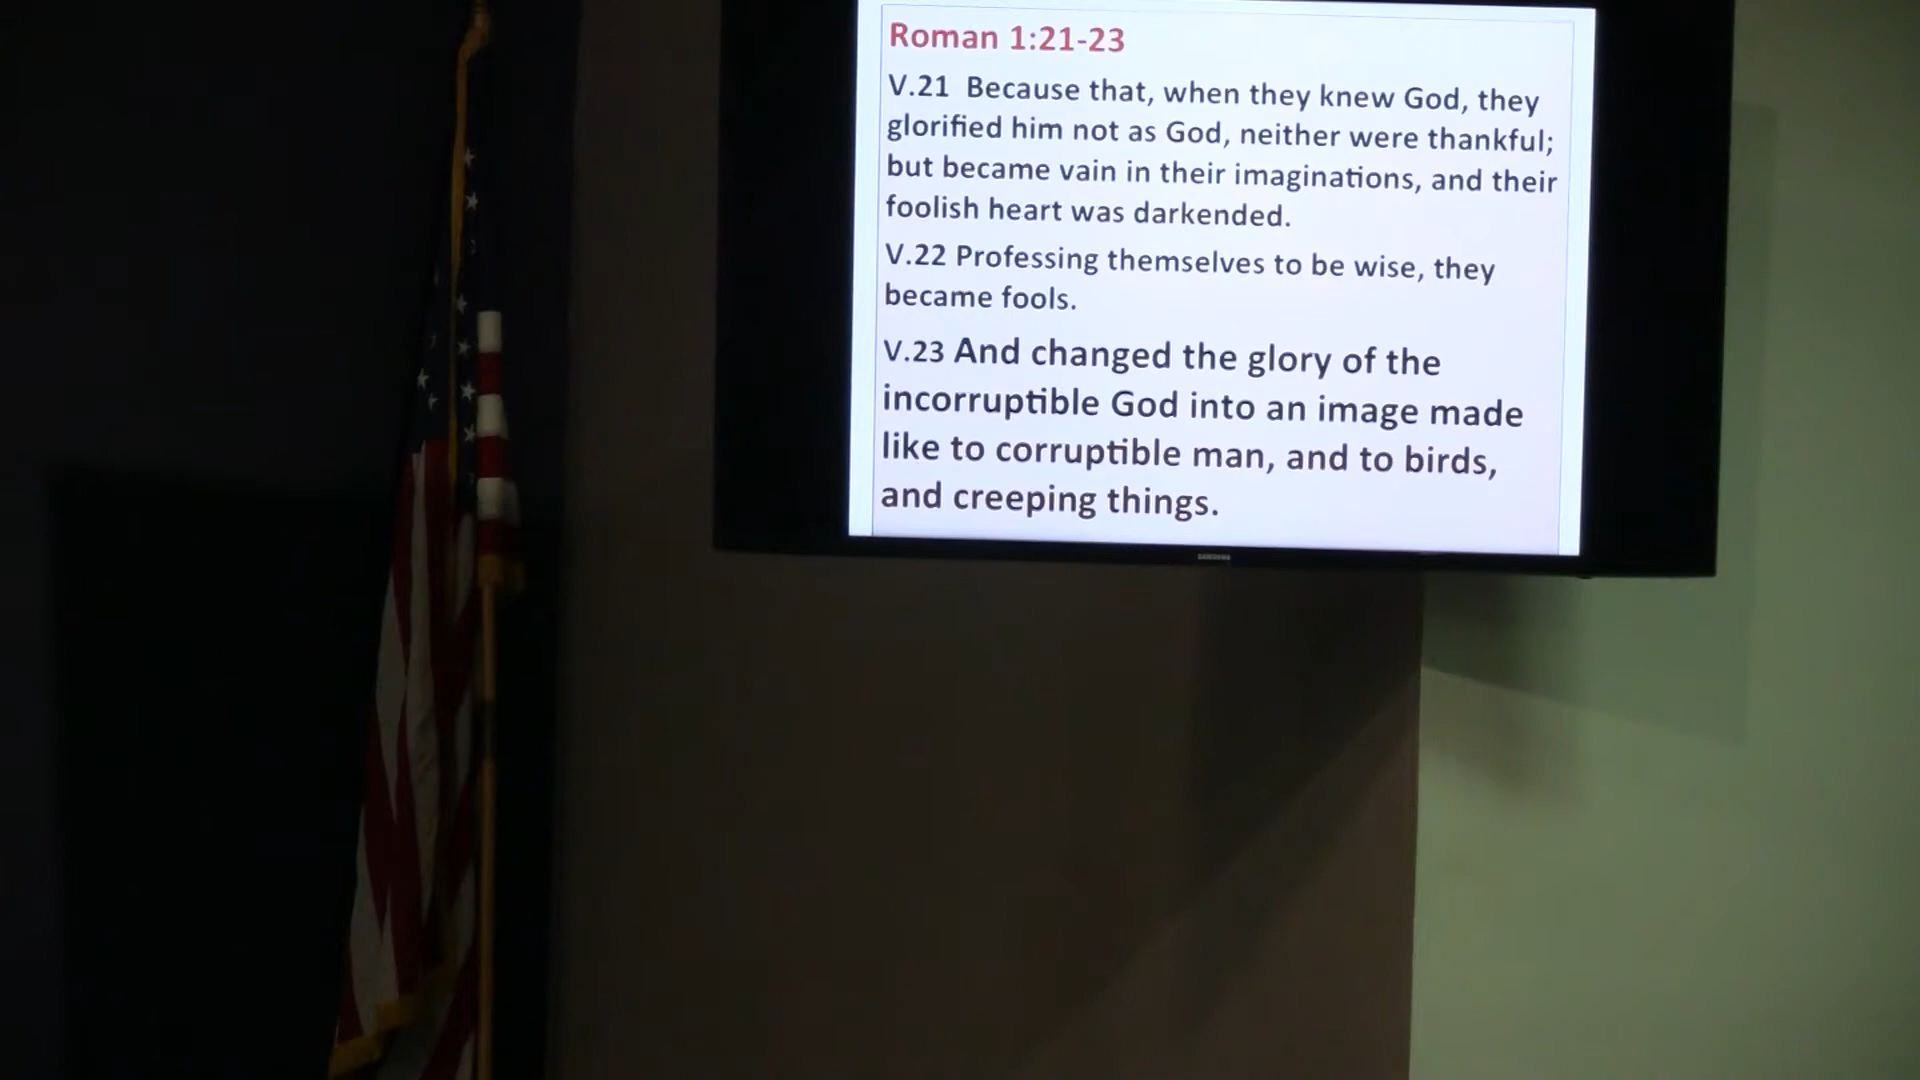 Roman 1:21-23
V.21 Because that, when they knew God, they
glorified him not as God, neither were thankful;
but became vain in their imaginations, and their
foolish heart was darkended.
V.22 Professing themselves to be wise, they
became fools.
V.23 And changed the glory of the
incorruptible God into an image made
like to corruptible man, and to birds,
and creeping things.
SAMSUNG